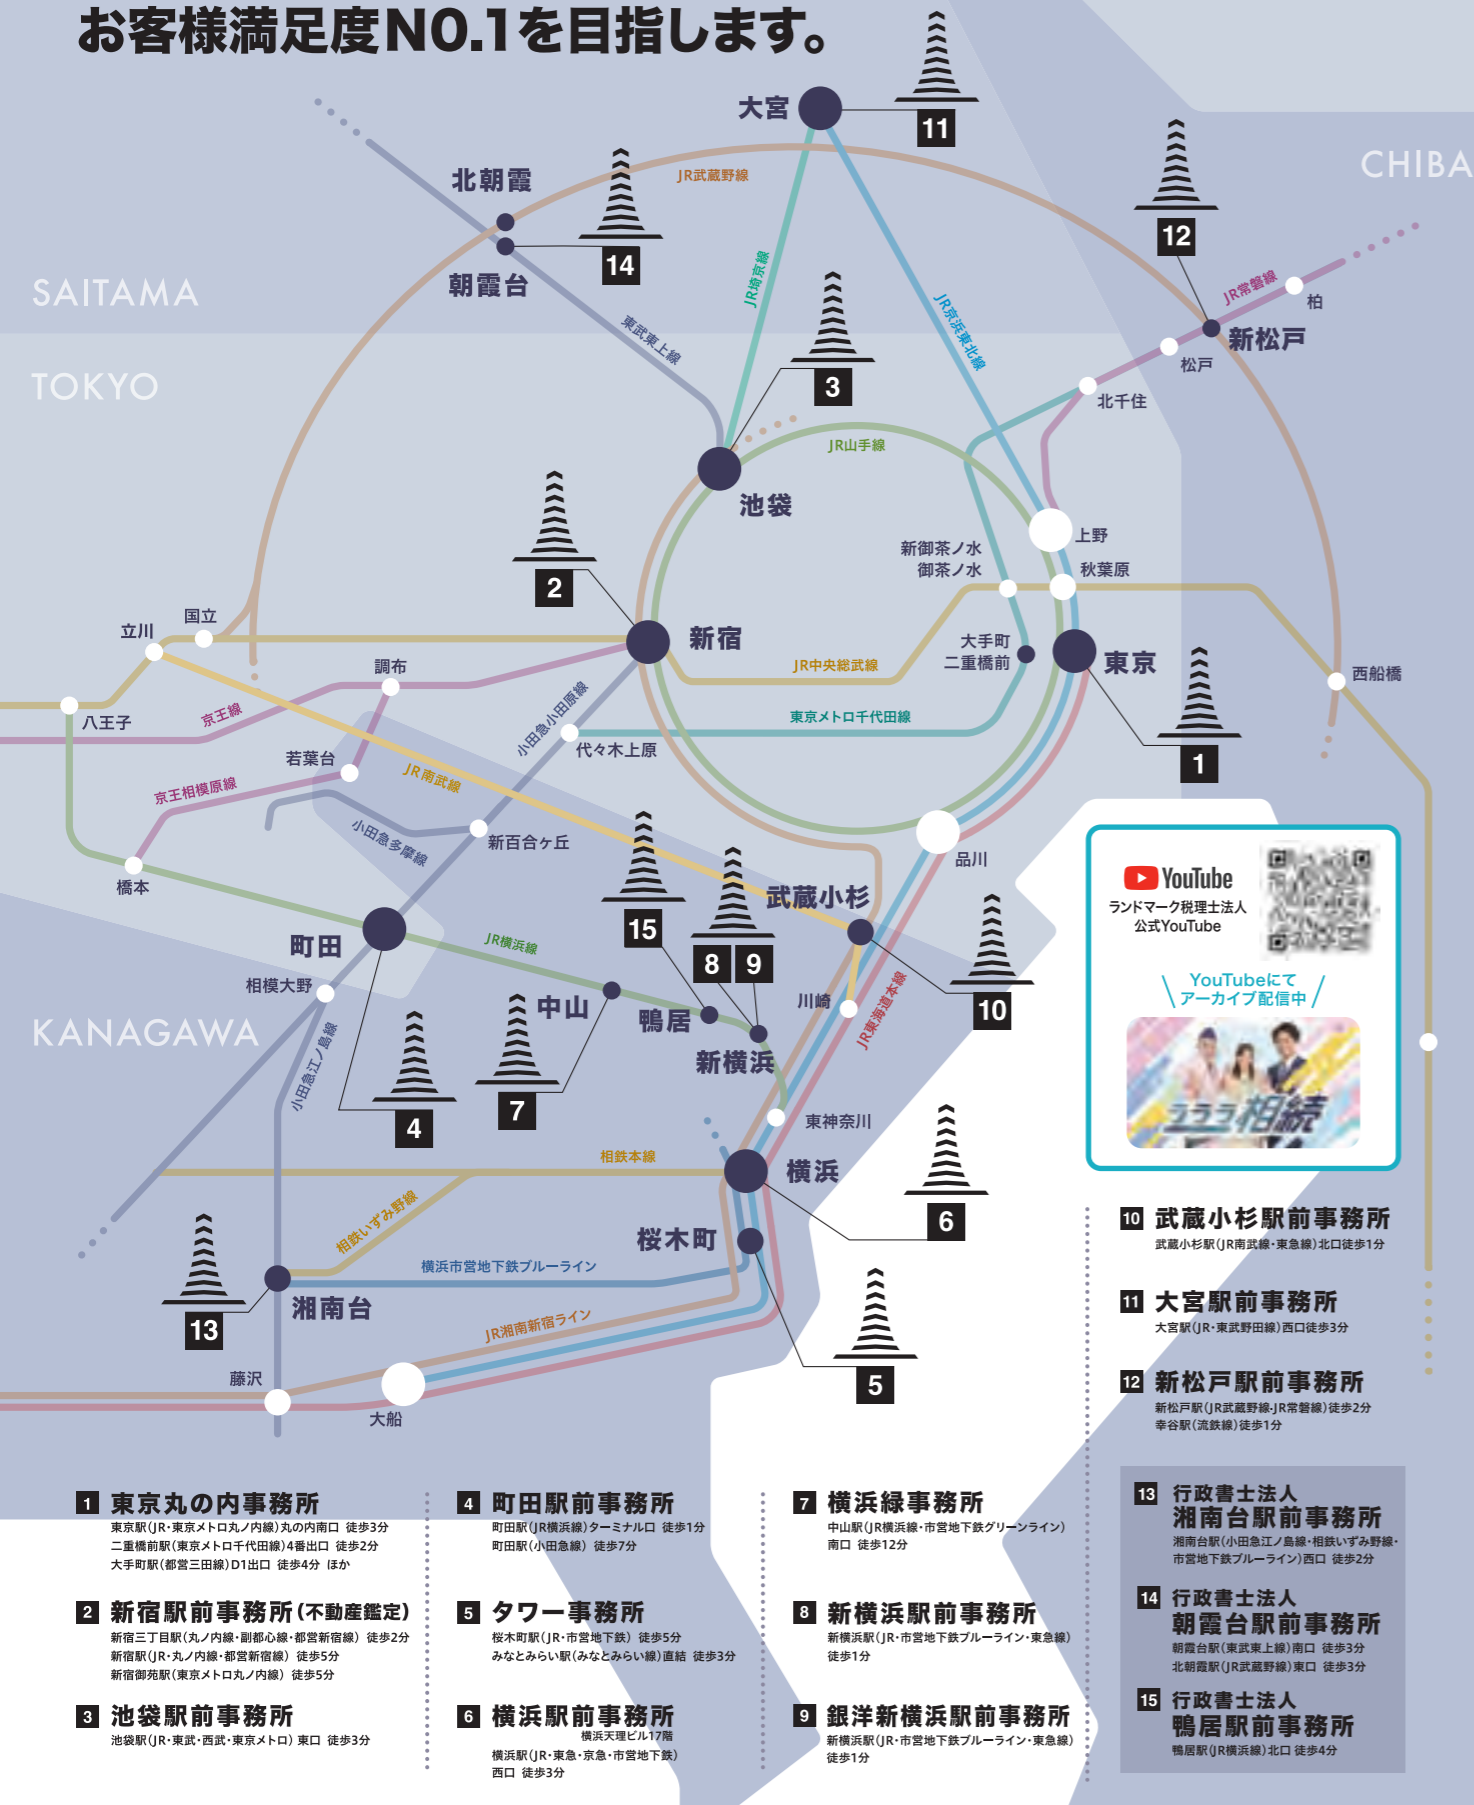 お客様満足度NO.1を目指します。
大宮
11
CHIBA
12
北朝霞
JR武蔵野線
14
朝霞台
SAITAMA
JR埼京線
JR京浜東北線
JR常磐線
柏
新松戸
松戸
東武東上線
TOKYO
3
北千住
JR山手線
池袋
上野
新御茶ノ水
御茶ノ水
秋葉原
2
国立
立川
新宿
大手町
二重橋前
東京
西船橋
調布
JR中央総武線
京王線
八王子
小田急小田原線
東京メトロ千代田線
代々木上原
若葉台
JR南武線
京王相模原線
1
小田急多摩線
新百合ヶ丘
品川
橋本
武蔵小杉
15
8
9
町田
JR横浜線
相模大野
中山
鴨居
新横浜
川崎
10
JR東海道本線
KANAGAWA
小田急江ノ島線
4
7
東神奈川
相鉄本線
横浜
6
相鉄いずみ野線
桜木町
横浜市営地下鉄ブルーライン
湘南台
13
JR湘南新宿ライン
藤沢
大船
5
YouTube
ランドマーク税理士法人
公式YouTube
YouTubeにて
アーカイブ配信中
ううう相続
1 東京丸の内事務所
東京駅(JR・東京メトロ丸ノ内線)丸の内南口 徒歩3分
二重橋前駅(東京メトロ千代田線)4番出口 徒歩2分
大手町駅(都営三田線)D1出口 徒歩4分 ほか
2 新宿駅前事務所(不動産鑑定)
新宿三丁目駅(丸ノ内線・副都心線・都営新宿線) 徒歩2分
新宿駅(JR・丸ノ内線・都営新宿線) 徒歩5分
新宿御苑駅(東京メトロ丸ノ内線) 徒歩5分
3 池袋駅前事務所
池袋駅(JR・東武・西武・東京メトロ) 東口 徒歩3分
4 町田駅前事務所
町田駅(JR横浜線)ターミナル口 徒歩1分
町田駅(小田急線) 徒歩7分
5 タワー事務所
桜木町駅(JR・市営地下鉄) 徒歩5分
みなとみらい駅(みなとみらい線)直結 徒歩3分
6 横浜駅前事務所
横浜天理ビル17階
横浜駅(JR・東急・京急・市営地下鉄)
西口 徒歩3分
7 横浜緑事務所
中山駅(JR横浜線・市営地下鉄グリーンライン)
南口 徒歩12分
8 新横浜駅前事務所
新横浜駅(JR・市営地下鉄ブルーライン・東急線)
徒歩1分
9 銀洋新横浜駅前事務所
新横浜駅(JR・市営地下鉄ブルーライン・東急線)
徒歩1分
10 武蔵小杉駅前事務所
武蔵小杉駅(JR南武線・東急線)北口徒歩1分
11 大宮駅前事務所
大宮駅(JR・東武野田線)西口徒歩3分
12 新松戸駅前事務所
新松戸駅(JR武蔵野線・JR常磐線)徒歩2分
幸谷駅(流鉄線)徒歩1分
13 行政書士法人
湘南台駅前事務所
湘南台駅(小田急江ノ島線・相鉄いずみ野線・
市営地下鉄ブルーライン)西口 徒歩2分
14 行政書士法人
朝霞台駅前事務所
朝霞台駅(東武東上線)南口 徒歩3分
北朝霞駅(JR武蔵野線)東口 徒歩3分
15 行政書士法人
鴨居駅前事務所
鴨居駅(JR横浜線)北口 徒歩4分